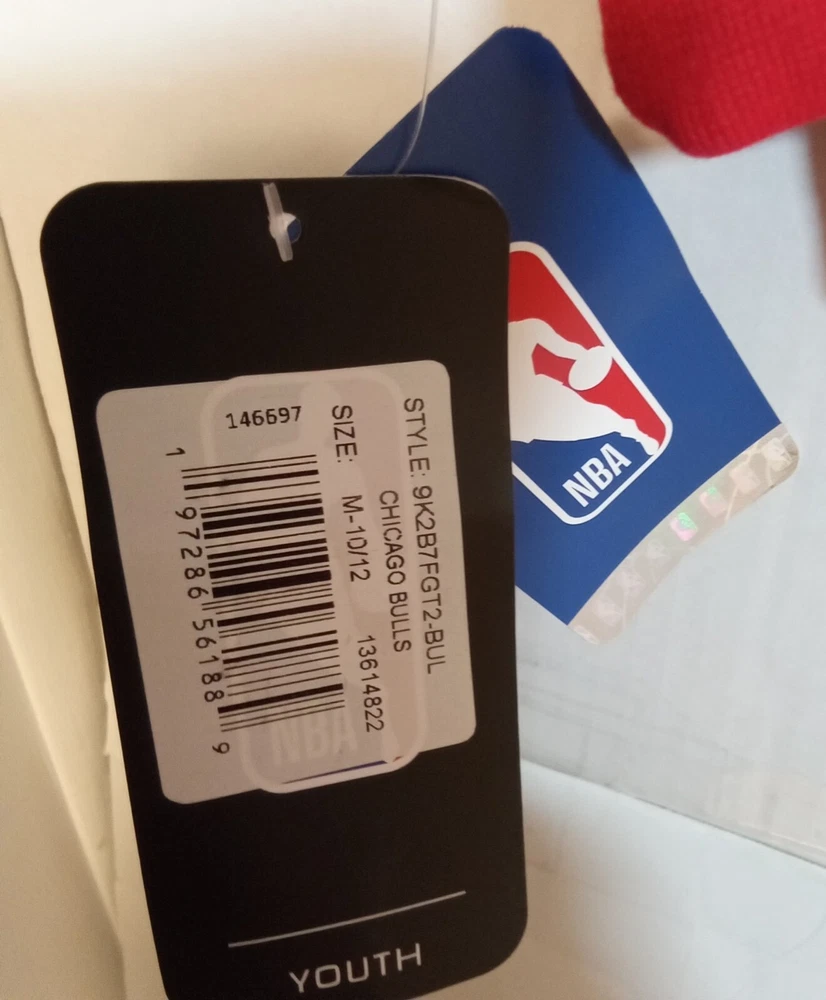 146697
STYLE: 9K2B7FGT2-BUL
CHICAGO BULLS
SIZE: M-10/12 13614822
1 97286 56188 9
NBA
NBA
YOUTH